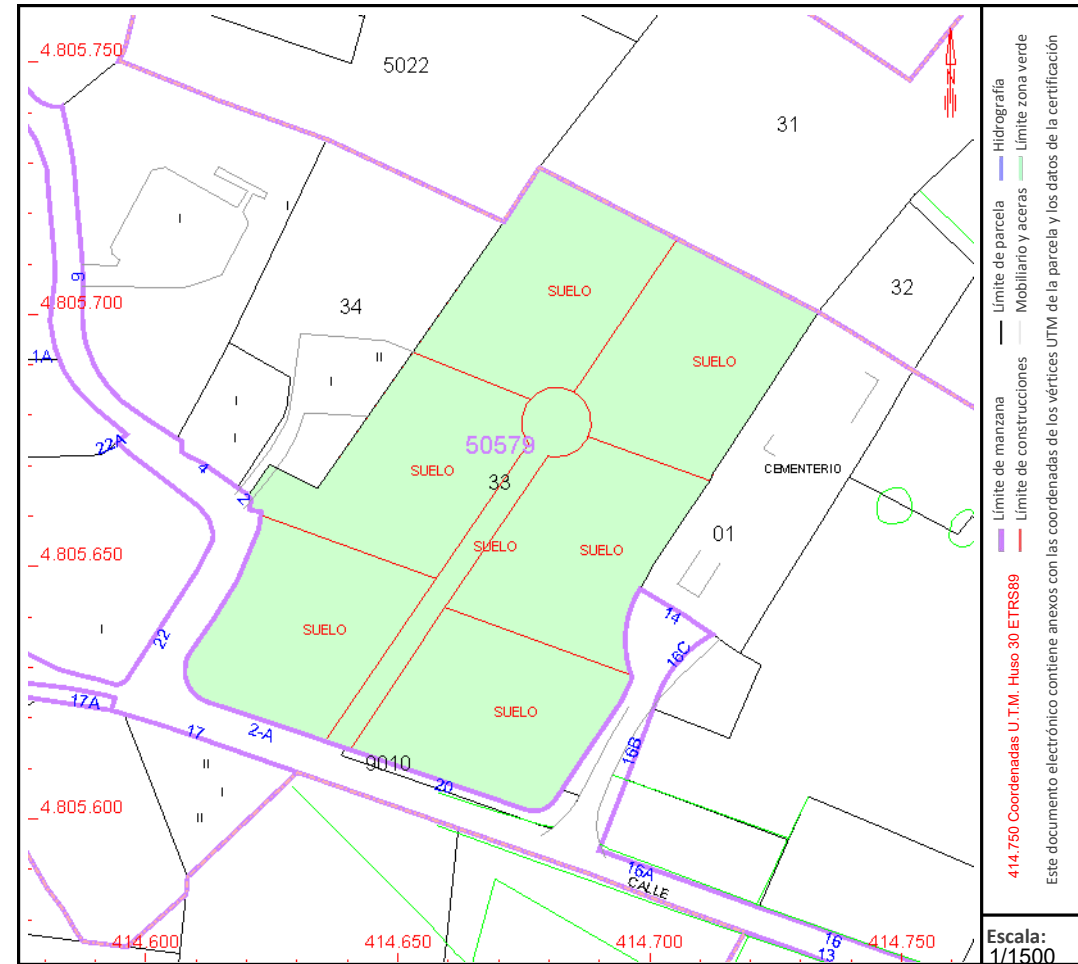 4.805.750
5022
31
I
I
9
4.805.700
34
SUELO
32
1A
II
I
SUELO
I
22A
I
50579
SUELO
33
CEMENTERIO
4
2
4.805.650
SUELO
SUELO
01
I
22
SUELO
14
16C
17A
17
2-A
SUELO
16B
II
9010
20
I
4.805.600
II
16A
CALLE
414.600
414.650
414.700
414.750
16
13
N
Hidrografía
Límite zona verde
Límite de parcela
Mobiliario y aceras
Límite de manzana
Límite de construcciones
414.750 Coordenadas U.T.M. Huso 30 ETRS89
Este documento electrónico contiene anexos con las coordenadas de los vértices UTM de la parcela y los datos de la certificación
Escala:
1/1500